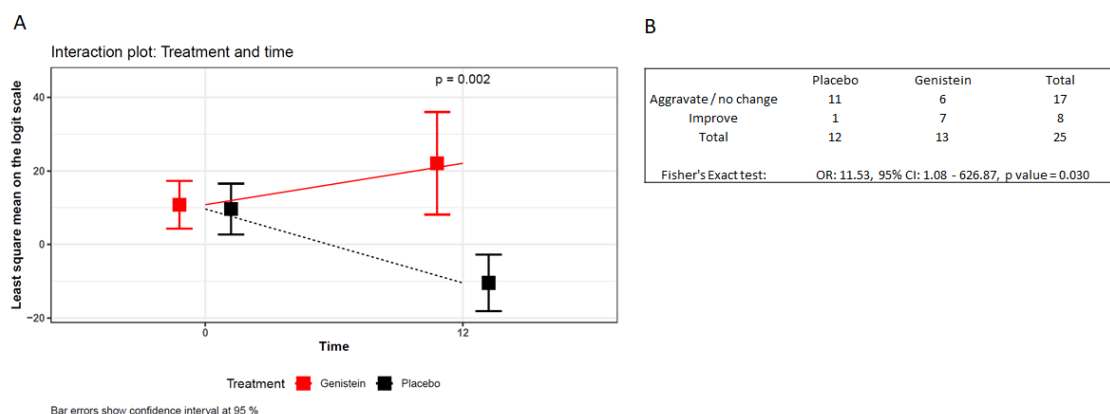 A
Interaction plot: Treatment and time
p = 0.002
Least square mean on the logit scale
40
20
0
−20
0
12
Time
Treatment Genistein Placebo
Bar errors show confidence interval at 95 %
B
Placebo Genistein Total
Aggravate / no change 11 6 17
Improve 1 7 8
Total 12 13 25
Fisher's Exact test: OR: 11.53, 95% CI: 1.08 - 626.87, p value = 0.030